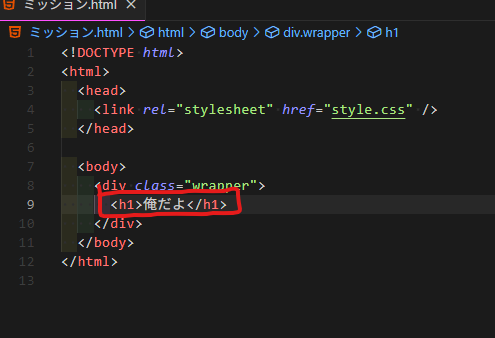 ミッション.html ×
ミッション.html > html > body > div.wrapper > h1
1 <!DOCTYPE html>
2 <html>
3 <head>
4 <link rel="stylesheet" href="style.css" />
5 </head>
6
7 <body>
8 <div class="wrapper">
9 <h1>俺だよ</h1>
10 </div>
11 </body>
12 </html>
13